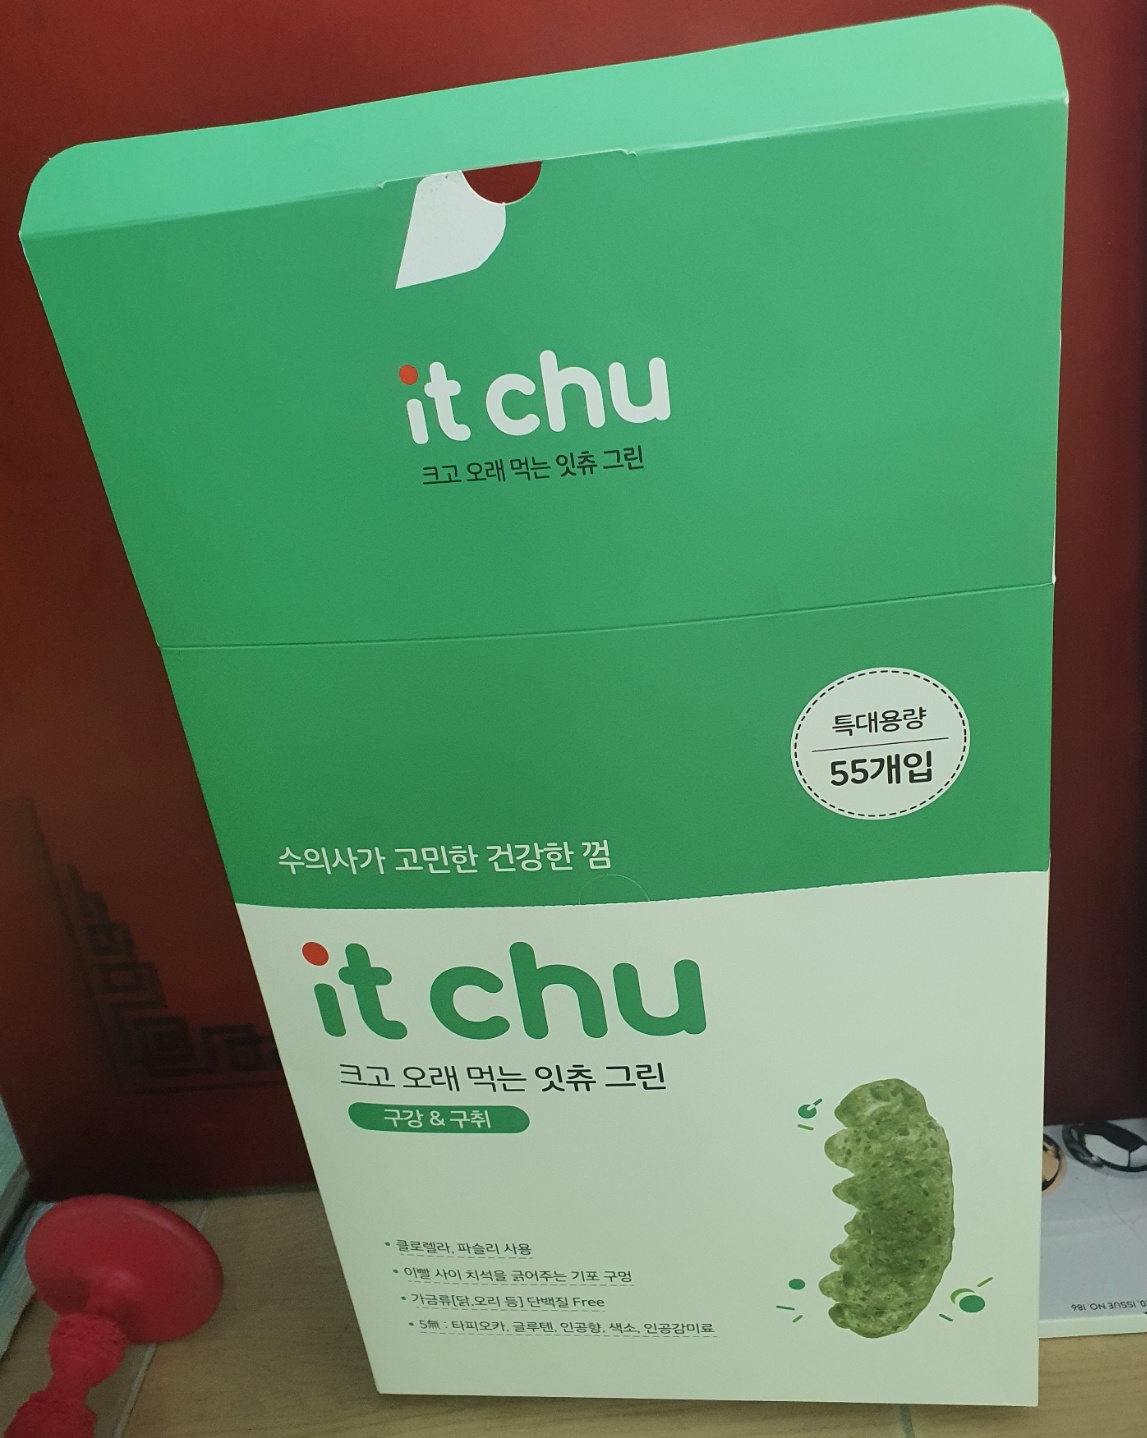 it chu
크고 오래 먹는 잇츄 그린
특대용량
55개입
수의사가 고민한 건강한 껌
it chu
크고 오래 먹는 잇츄 그린
구강 & 구취
• 클로렐라, 파슬리 사용
• 이빨 사이 치석을 긁어주는 기포 구멍
• 가금류[닭,오리 등] 단백질 Free
• 5無 : 타피오카, 글루텐, 인공향, 색소, 인공감미료
ISSUE NO 186